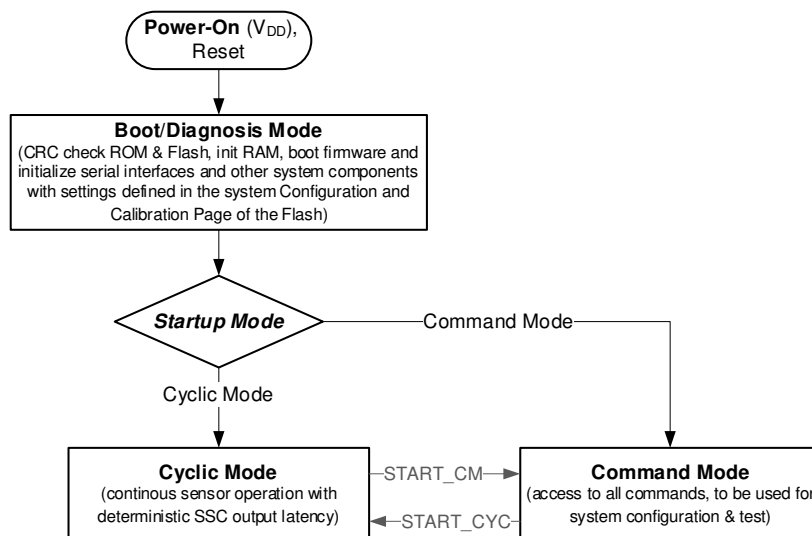 Power-On (VDD),
Reset
Boot/Diagnosis Mode
(CRC check ROM & Flash, init RAM, boot firmware and
initialize serial interfaces and other system components
with settings defined in the system Configuration and
Calibration Page of the Flash)
Startup Mode
Command Mode
Cyclic Mode
Cyclic Mode
(continous sensor operation with
deterministic SSC output latency)
START_CM
START_CYC
Command Mode
(access to all commands, to be used for
system configuration & test)